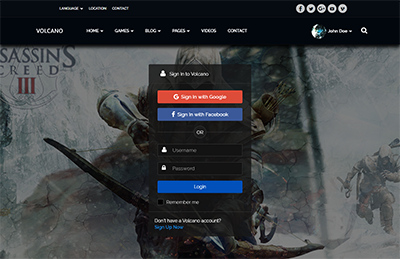 LANGUAGE LOCATION CONTACT
VOLCANO HOME GAMES BLOG PAGES VIDEOS John Doe
ASSASSIN'S
CREED
III
Sign In to Volcano
Sign In with Google
Sign In with Facebook
OR
Username
Password
Login
Remember me
Don't have a Volcano account?
Sign Up Now